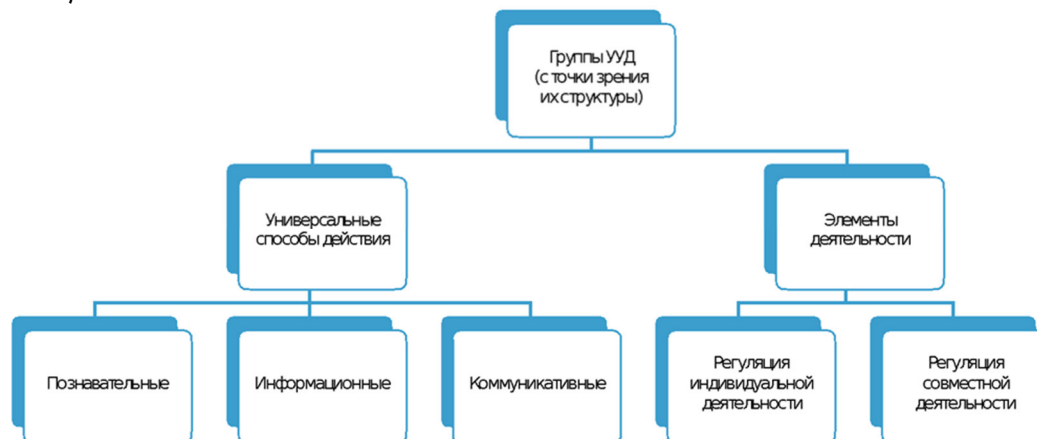 Группы УУД
(с точки зрения
их структуры)
Универсальные
способы действия
Элементы
деятельности
Познавательные
Информационные
Коммуникативные
Регуляция
индивидуальной
деятельности
Регуляция
совместной
деятельности